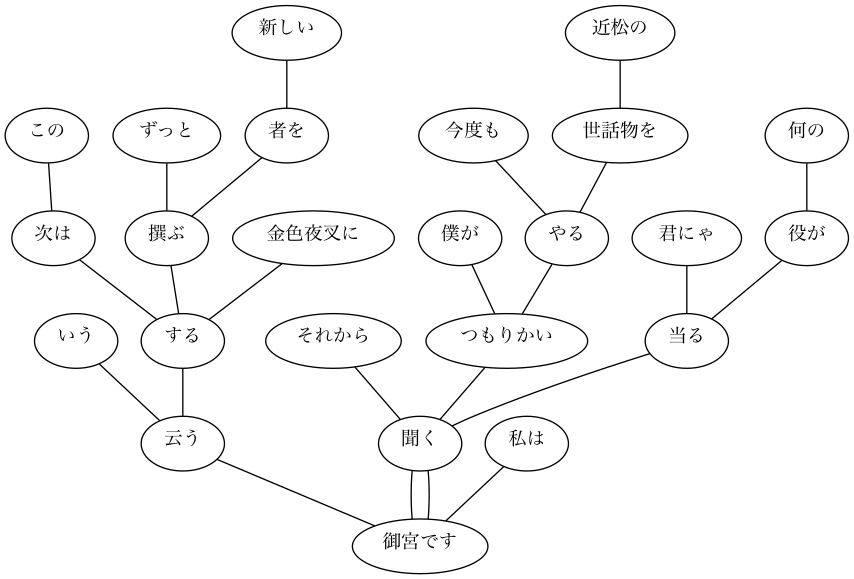 新しい
近松の
この
ずっと
者を
今度も
世話物を
何の
次は
撰ぶ
金色夜叉に
僕が
やる
君にゃ
役が
いう
する
それから
つもりかい
当る
云う
聞く
私は
御宮です